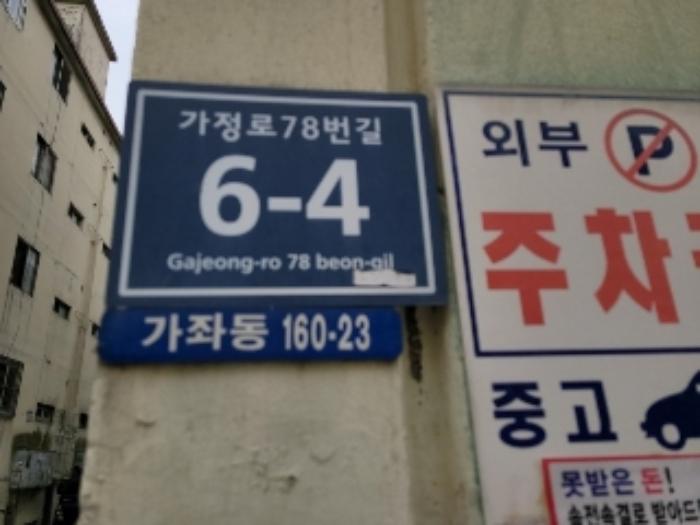 가정로78번길
6-4
Gajeong-ro 78 beon-gil
가좌동 160-23
외부 P
주차
중고
못받은 돈!